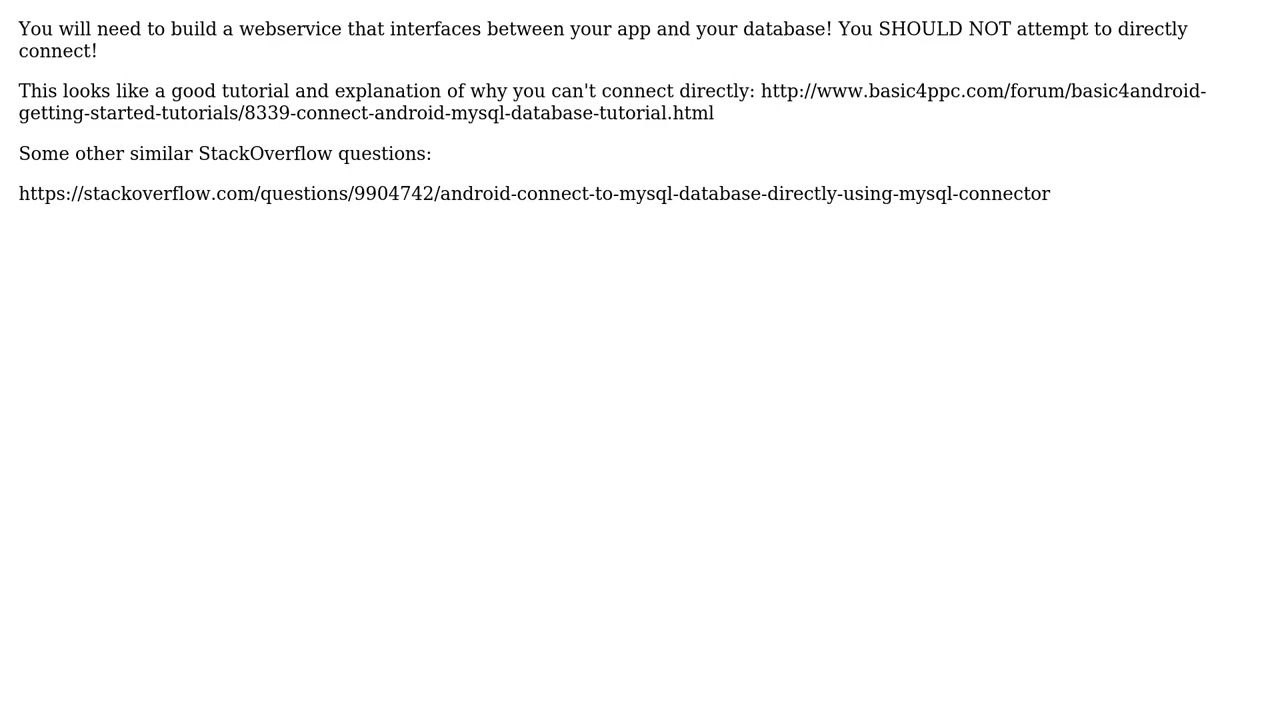 You will need to build a webservice that interfaces between your app and your database! You SHOULD NOT attempt to directly
connect!
This looks like a good tutorial and explanation of why you can't connect directly: http://www.basic4ppc.com/forum/basic4android-
getting-started-tutorials/8339-connect-android-mysql-database-tutorial.html
Some other similar StackOverflow questions:
https://stackoverflow.com/questions/9904742/android-connect-to-mysql-database-directly-using-mysql-connector